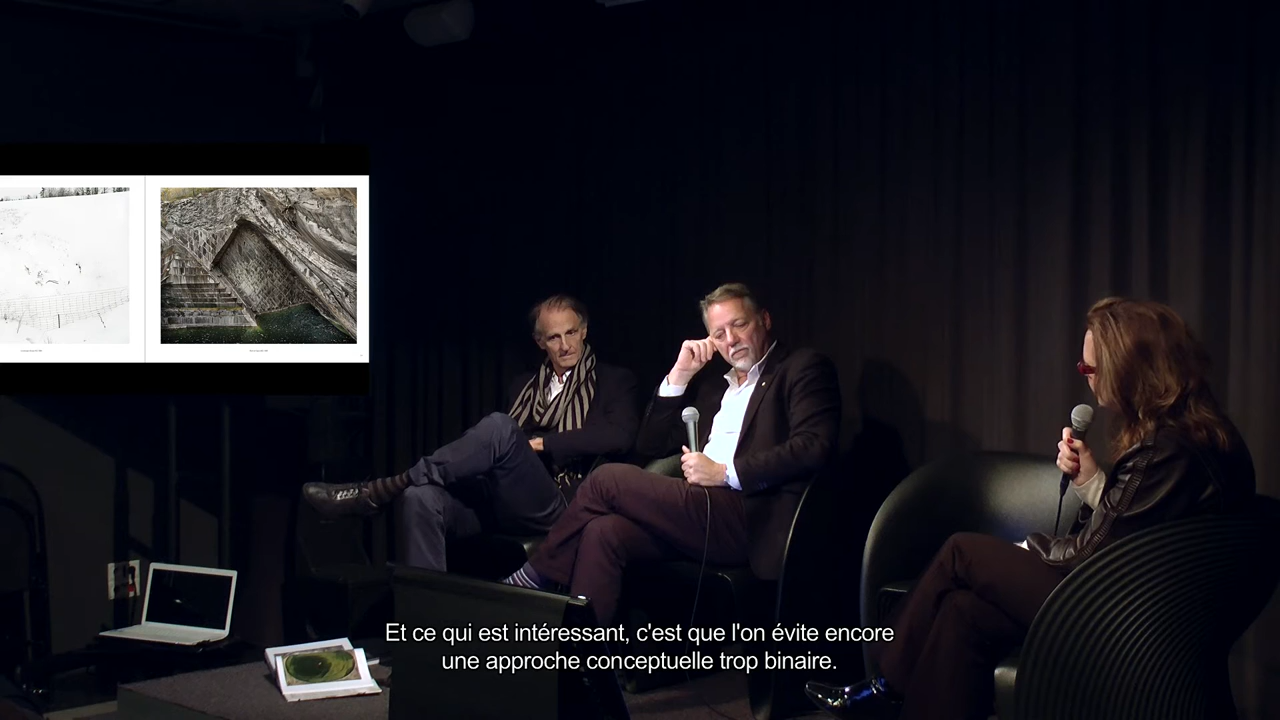 Et ce qui est intéressant, c'est que l'on évite encore
une approche conceptuelle trop binaire.